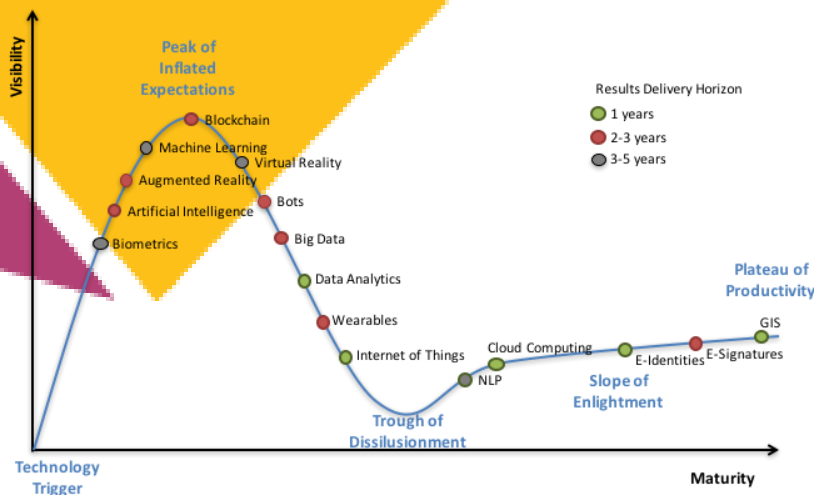 Visibility
Peak of
Inflated
Expectations
Results Delivery Horizon
1 years
2-3 years
3-5 years
Blockchain
Machine Learning
Virtual Reality
Augmented Reality
Bots
Artificial Intelligence
Big Data
Biometrics
Data Analytics
Plateau of
Productivity
Wearables
GIS
Internet of Things
Cloud Computing
E-Identities
E-Signatures
NLP
Slope of
Enlightment
Trough of
Dissilusionment
Technology
Trigger
Maturity